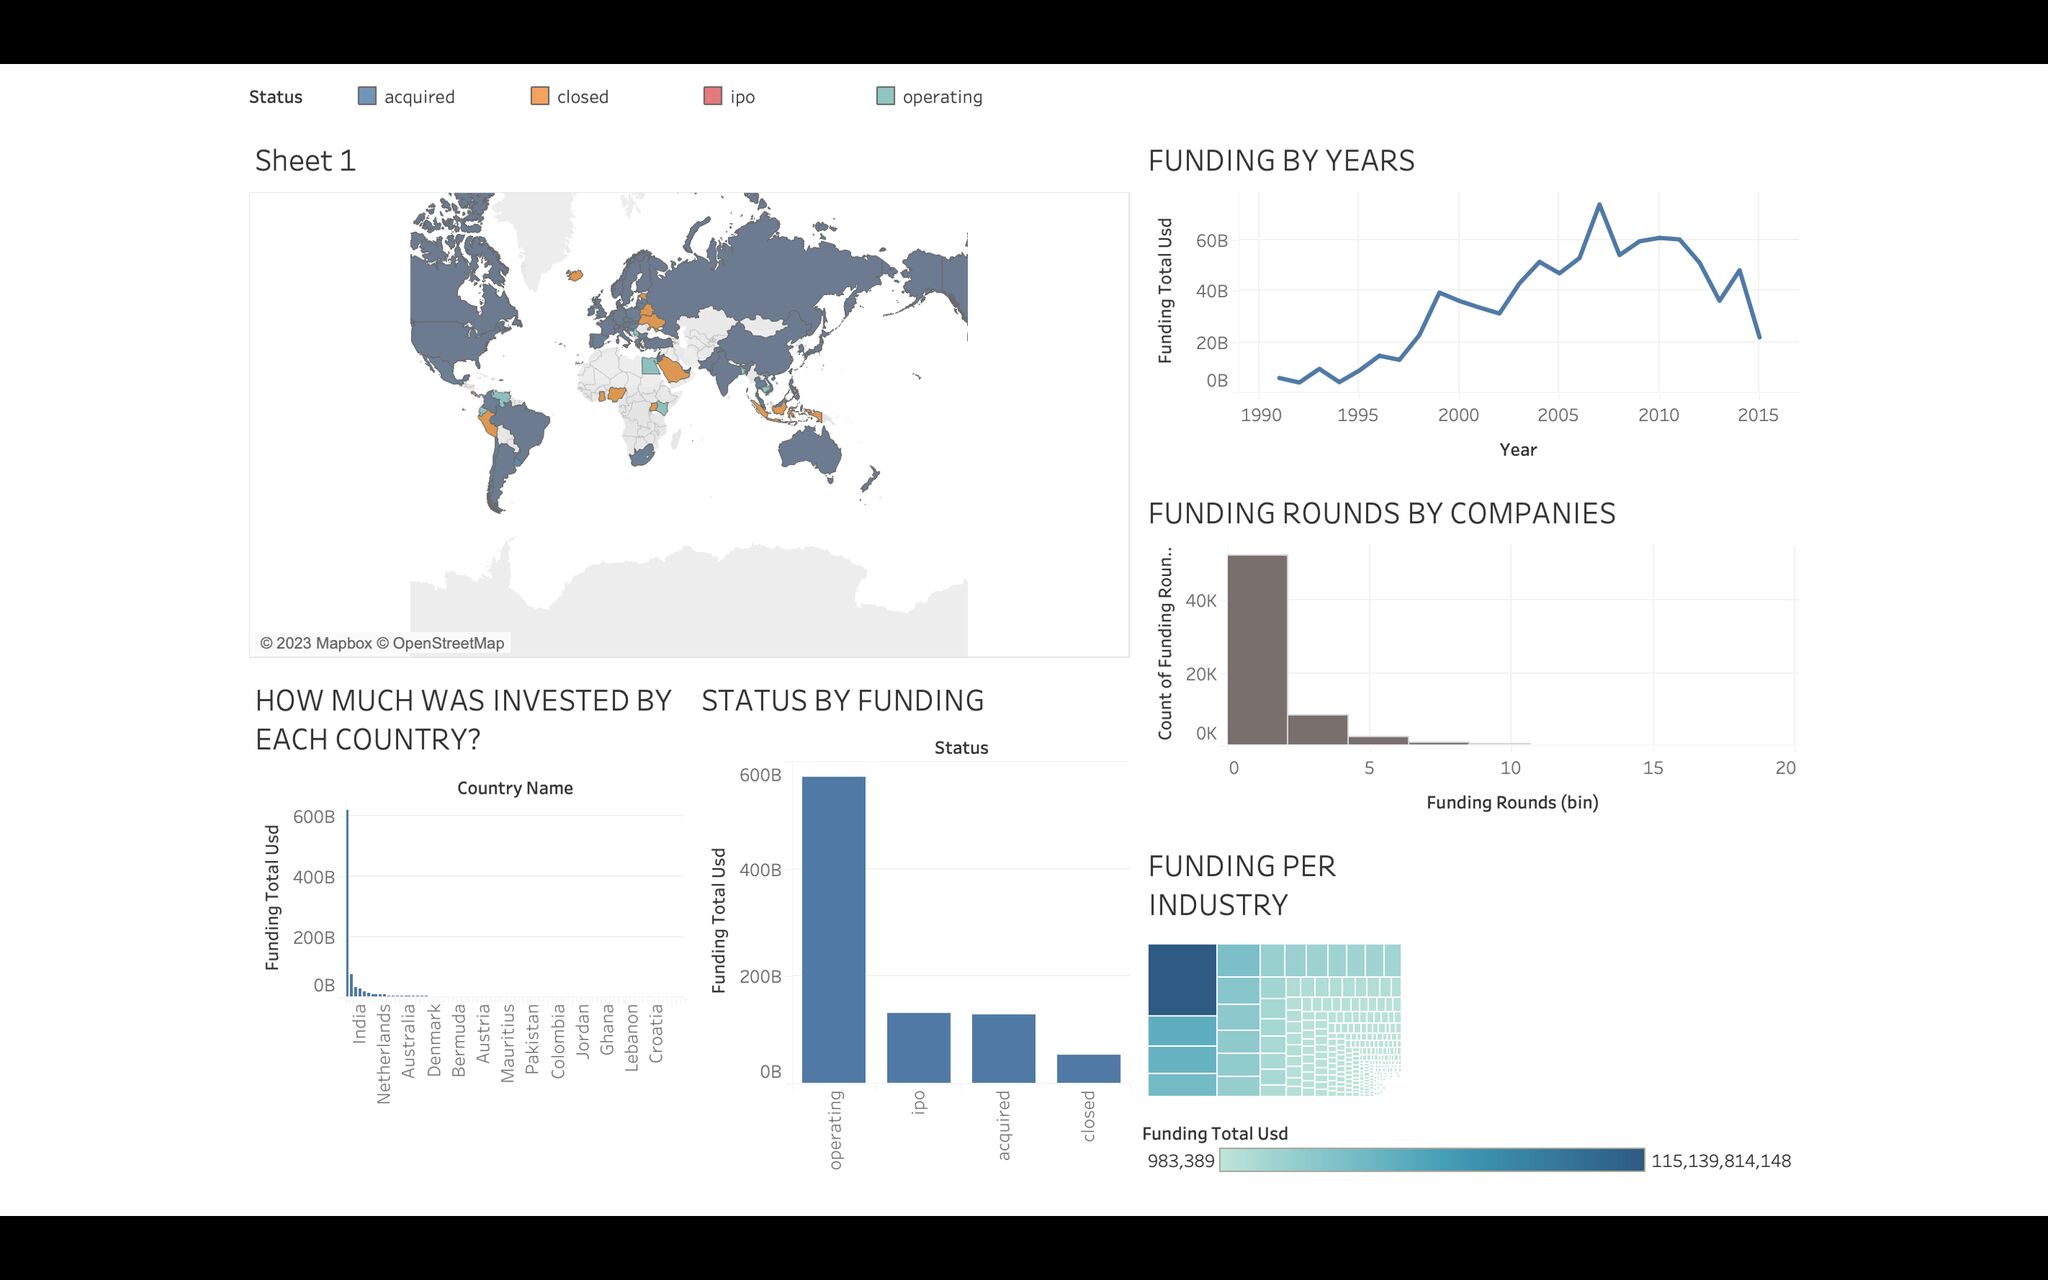 Status
acquired
closed
ipo
operating
Sheet 1
© 2023 Mapbox © OpenStreetMap
FUNDING BY YEARS
Funding Total Usd
60B
40B
20B
0B
1990
1995
2000
2005
2010
2015
Year
FUNDING ROUNDS BY COMPANIES
Count of Funding Roun..
40K
20K
0K
0
5
10
15
20
Funding Rounds (bin)
HOW MUCH WAS INVESTED BY
EACH COUNTRY?
Country Name
Funding Total Usd
600B
400B
200B
0B
India
Netherlands
Australia
Denmark
Bermuda
Austria
Mauritius
Pakistan
Colombia
Jordan
Ghana
Lebanon
Croatia
STATUS BY FUNDING
Status
Funding Total Usd
600B
400B
200B
0B
operating
ipo
acquired
closed
FUNDING PER
INDUSTRY
Funding Total Usd
983,389
115,139,814,148